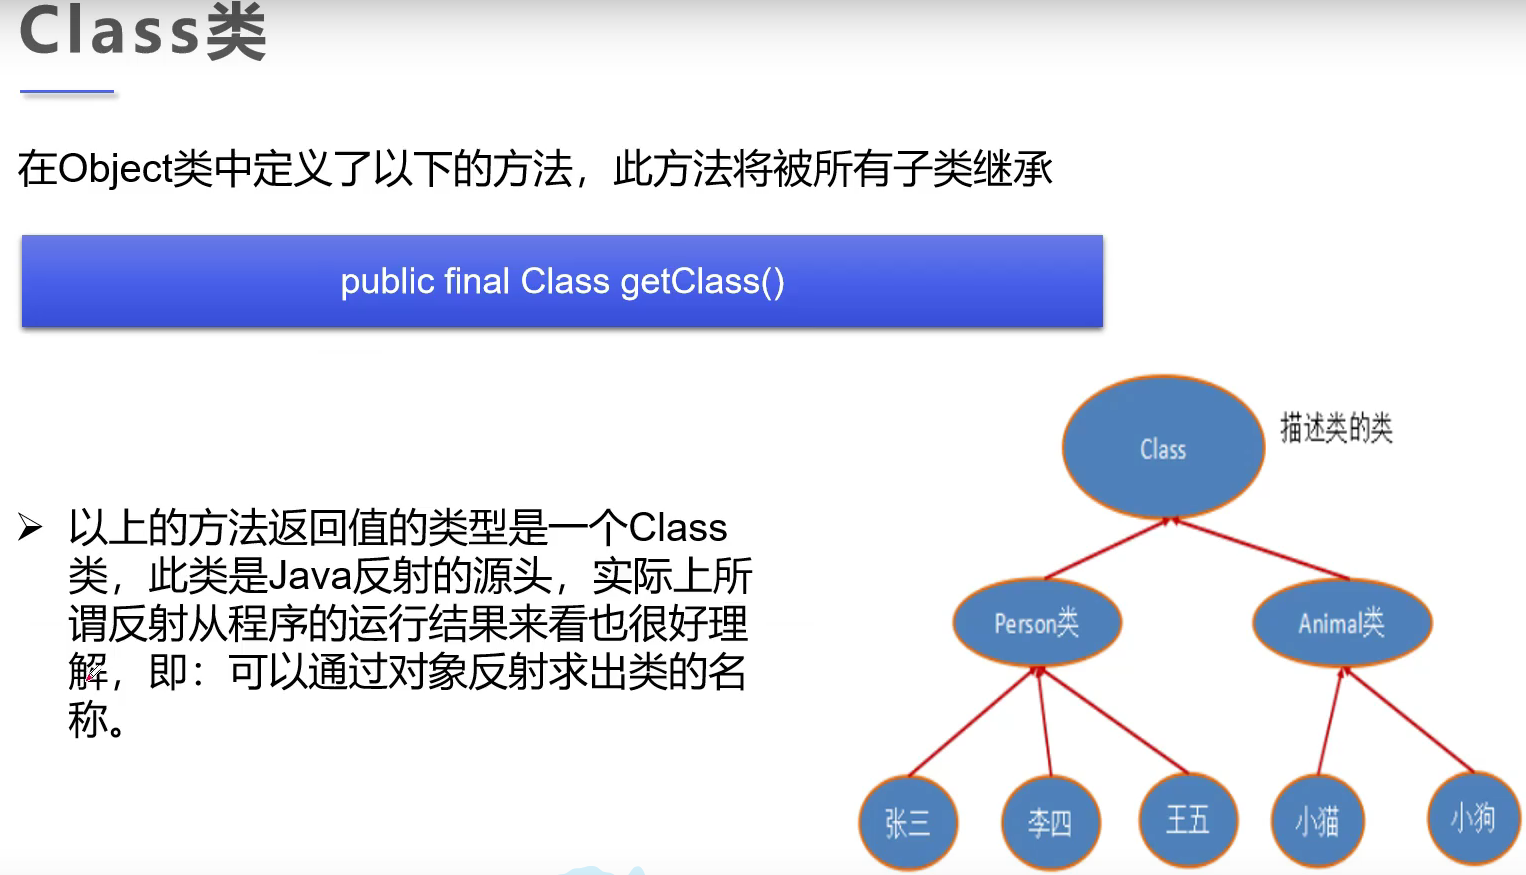 Class类
在Object类中定义了以下的方法，此方法将被所有子类继承
public final Class getClass()
以上的方法返回值的类型是一个Class
类，此类是Java反射的源头，实际上所
谓反射从程序的运行结果来看也很好理
解，即：可以通过对象反射求出类的名
称。
Class
描述类的类
Person类
Animal类
张三
李四
王五
小猫
小狗